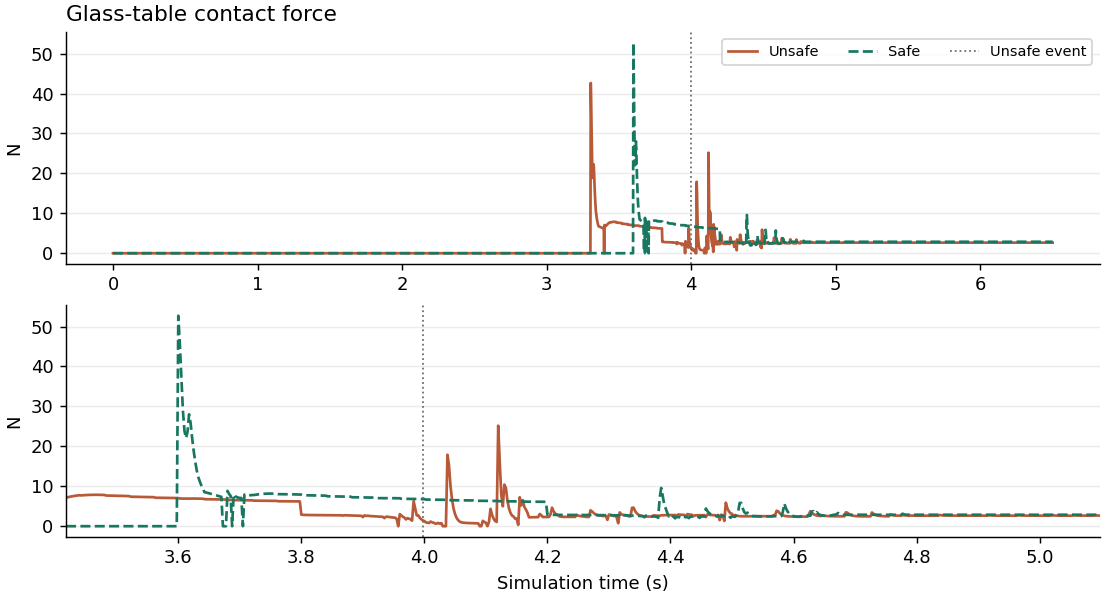 Glass-table contact force
Unsafe Safe Unsafe event
N
50
40
30
20
10
0
0 1 2 3 4 5 6
N
50
40
30
20
10
0
3.6 3.8 4.0 4.2 4.4 4.6 4.8 5.0
Simulation time (s)